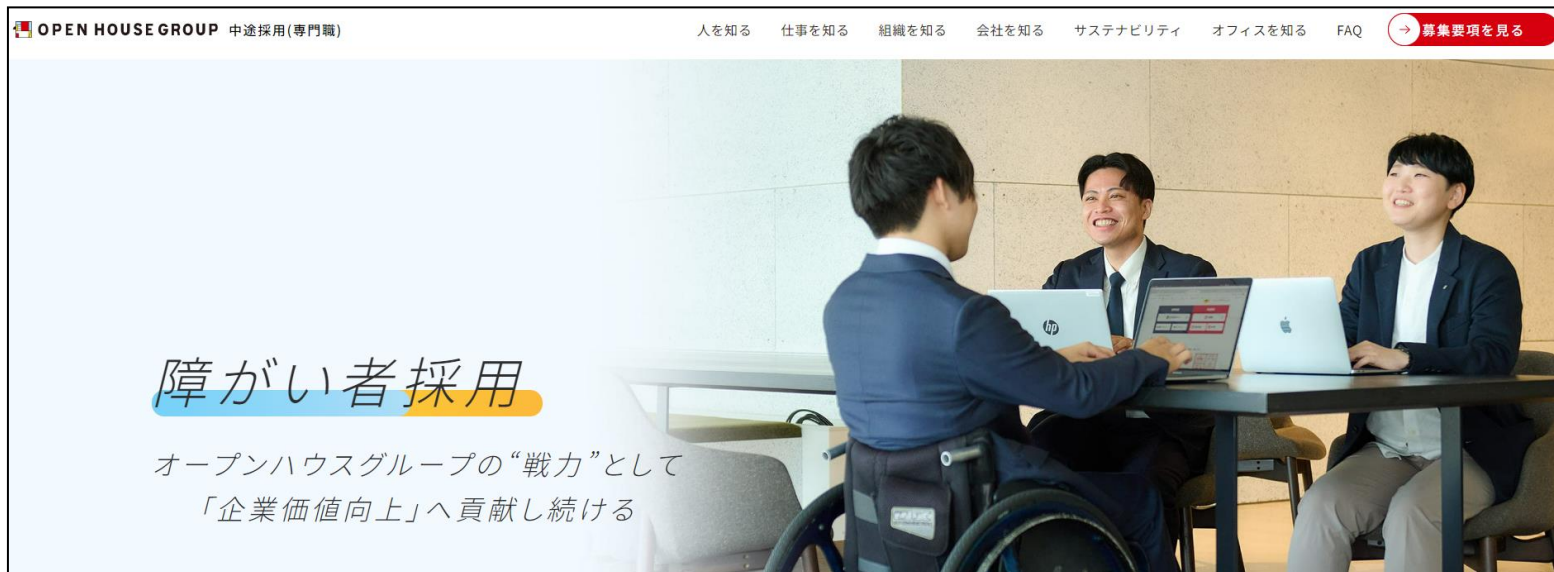 OPEN HOUSE GROUP 中途採用(専門職)
人を知る 仕事を知る 組織を知る 会社を知る サステナビリティ オフィスを知る FAQ → 募集要項を見る
hp
障がい者採用
オープンハウスグループの“戦力”として
「企業価値向上」へ貢献し続ける